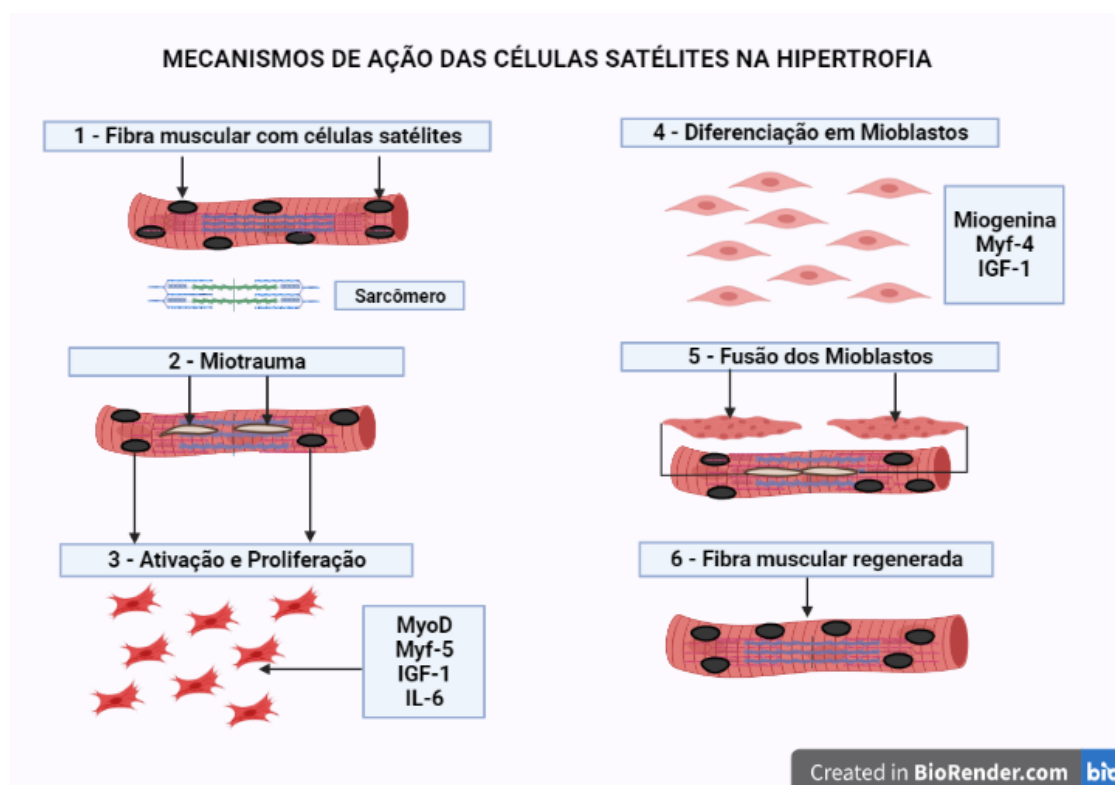 MECANISMOS DE AÇÃO DAS CÉLULAS SATÉLITES NA HIPERTROFIA
1 - Fibra muscular com células satélites
Sarcômero
2 - Miotrauma
3 - Ativação e Proliferação
MyoD
Myf-5
IGF-1
IL-6
4 - Diferenciação em Mioblastos
Miogenina
Myf-4
IGF-1
5 - Fusão dos Mioblastos
6 - Fibra muscular regenerada
Created in BioRender.com bio